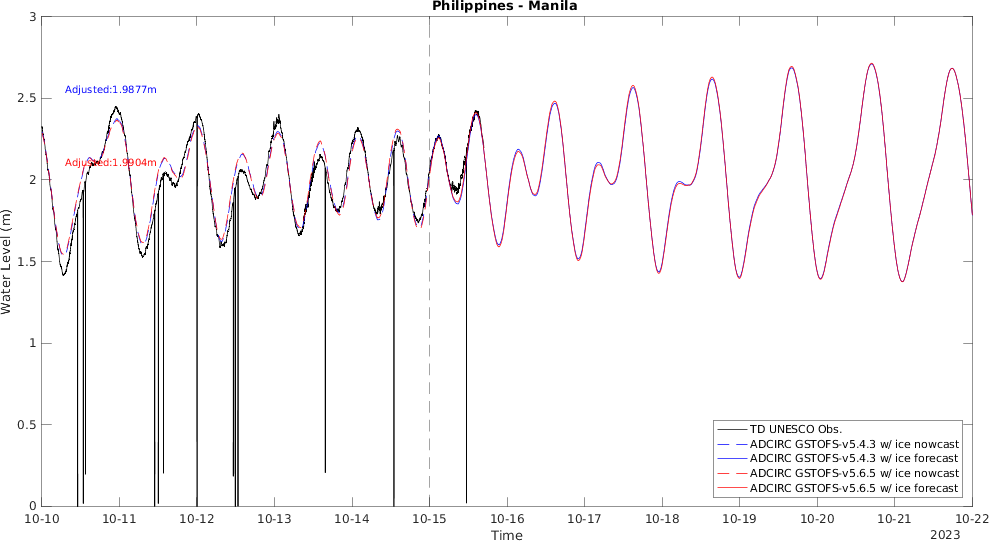 Philippines - Manila
3
2.5
2
1.5
1
0.5
0
Water Level (m)
Adjusted:1.9877m
Adjusted:1.9904m
TD UNESCO Obs.
ADCIRC GSTOFS-v5.4.3 w/ ice nowcast
ADCIRC GSTOFS-v5.4.3 w/ ice forecast
ADCIRC GSTOFS-v5.6.5 w/ ice nowcast
ADCIRC GSTOFS-v5.6.5 w/ ice forecast
10-10 10-11 10-12 10-13 10-14 10-15 10-16 10-17 10-18 10-19 10-20 10-21 10-22
Time
2023